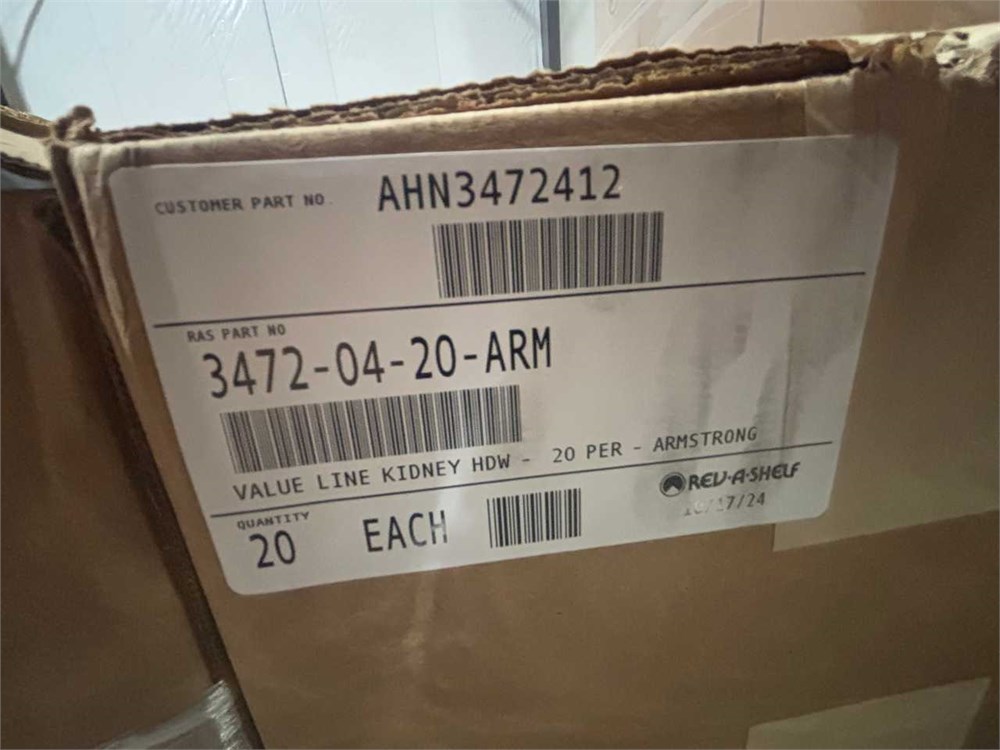 CUSTOMER PART NO. AHN3472412
RAS PART NO
3472-04-20-ARM
VALUE LINE KIDNEY HDW - 20 PER - ARMSTRONG
QUANTITY
20 EACH
REV-A-SHELF